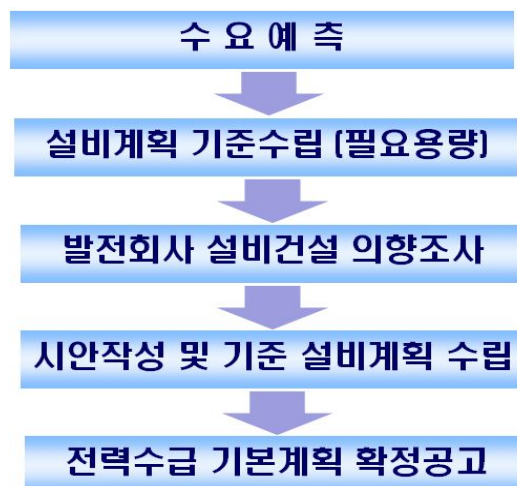 수 요 예 측
설비계획 기준수립 (필요용량)
발전회사 설비건설 의향조사
시안작성 및 기준 설비계획 수립
전력수급 기본계획 확정공고